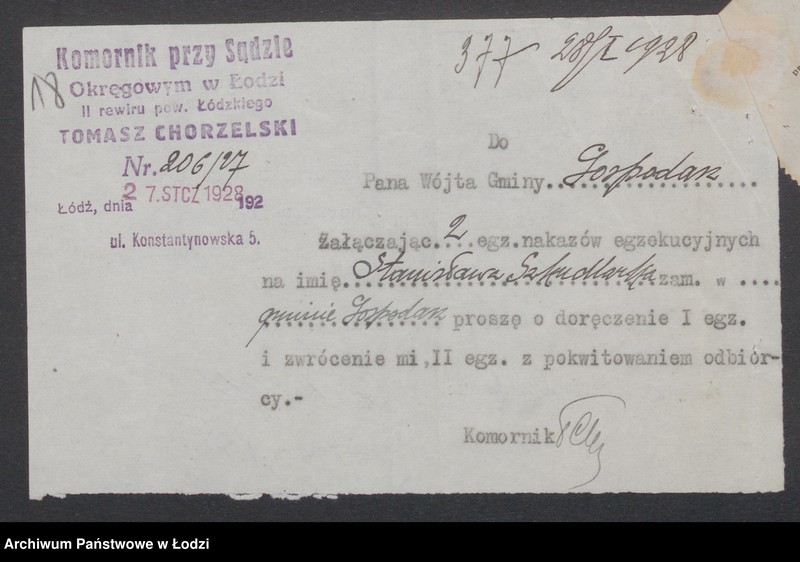 Komornik przy Sądzie
Okręgowym w Łodzi
II rewiru pow. Łódzkiego
TOMASZ CHORZELSKI
18
Nr. 206/27
Łódź, dnia 27. STCZ 1928 192
ul. Konstantynowska 5.
377 28/I 1928
Do
Pana Wójta Gminy. Gospodarz
Załączając. 2 egz.nakazów egzekucyjnych
na imię. Stanisława Szkudlarka zam. w ....
gminie Gospodarz proszę o doręczenie I egz.
i zwrócenie mi,II egz. z pokwitowaniem odbiór-
cy.-
Komornik
Archiwum Państwowe w Łodzi